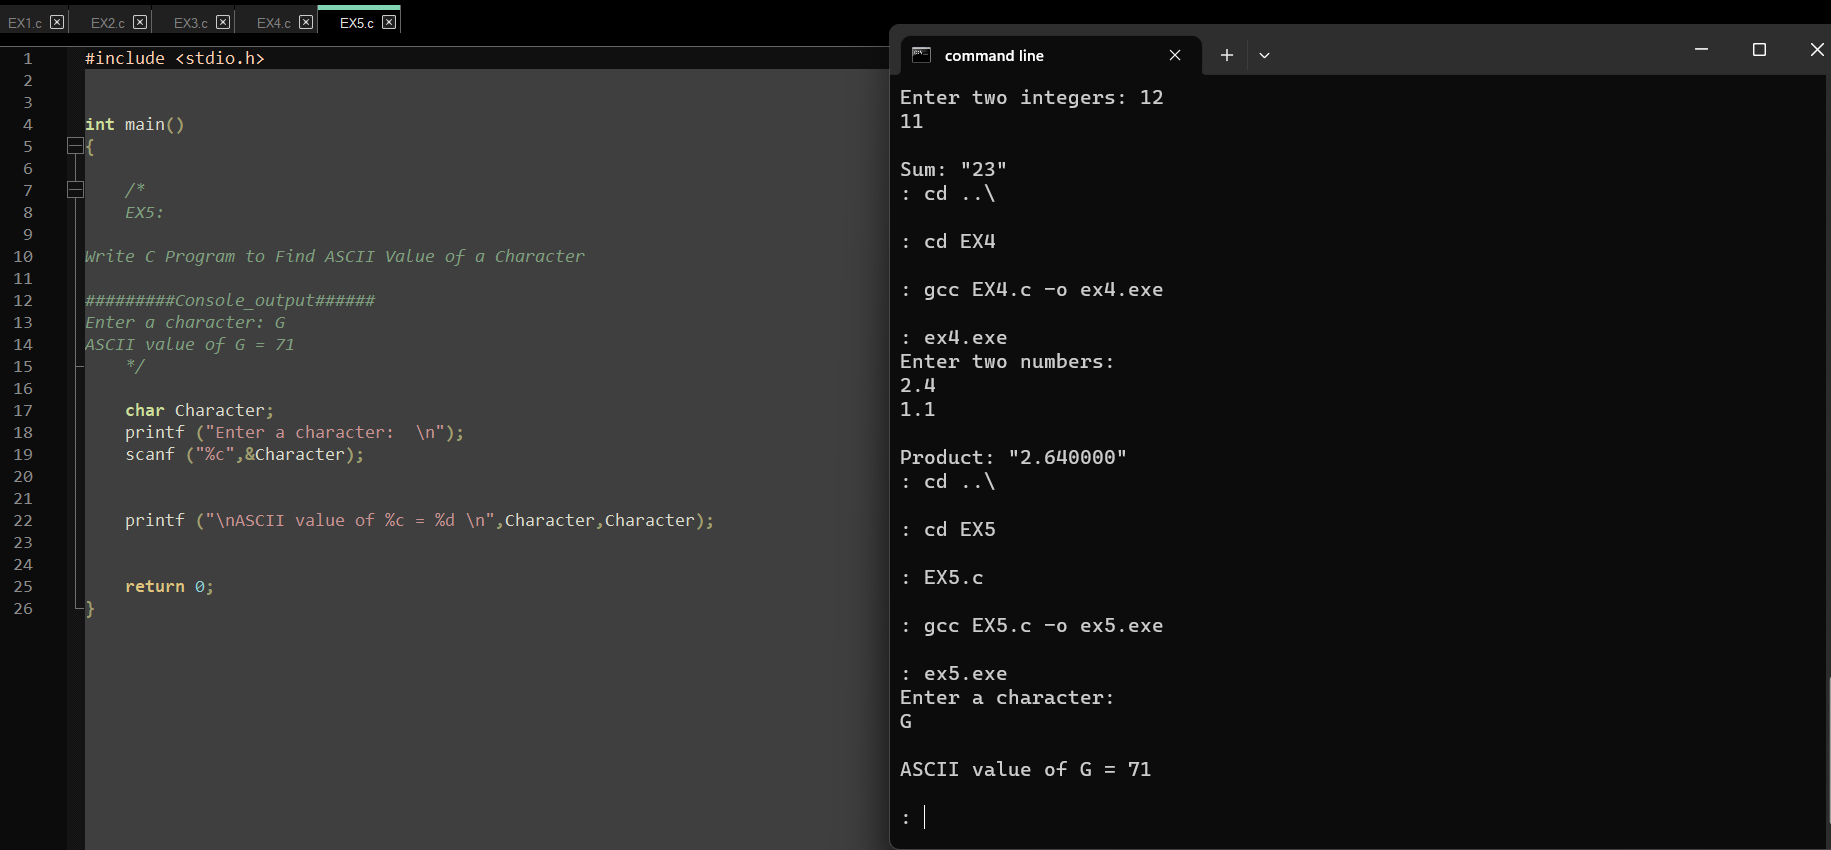 EX1.c EX2.c EX3.c EX4.c EX5.c
1 #include <stdio.h>
2
3
4 int main()
5 {
6
7 /*
8 EX5:
9
10 Write C Program to Find ASCII Value of a Character
11
12 #########Console_output######
13 Enter a character: G
14 ASCII value of G = 71
15 */
16
17 char Character;
18 printf ("Enter a character:  \n");
19 scanf ("%c",&Character);
20
21
22 printf ("\nASCII value of %c = %d \n",Character,Character);
23
24
25 return 0;
26 }
command line
Enter two integers: 12
11
Sum: "23"
: cd ..\
: cd EX4
: gcc EX4.c -o ex4.exe
: ex4.exe
Enter two numbers:
2.4
1.1
Product: "2.640000"
: cd ..\
: cd EX5
: EX5.c
: gcc EX5.c -o ex5.exe
: ex5.exe
Enter a character:
G
ASCII value of G = 71
: